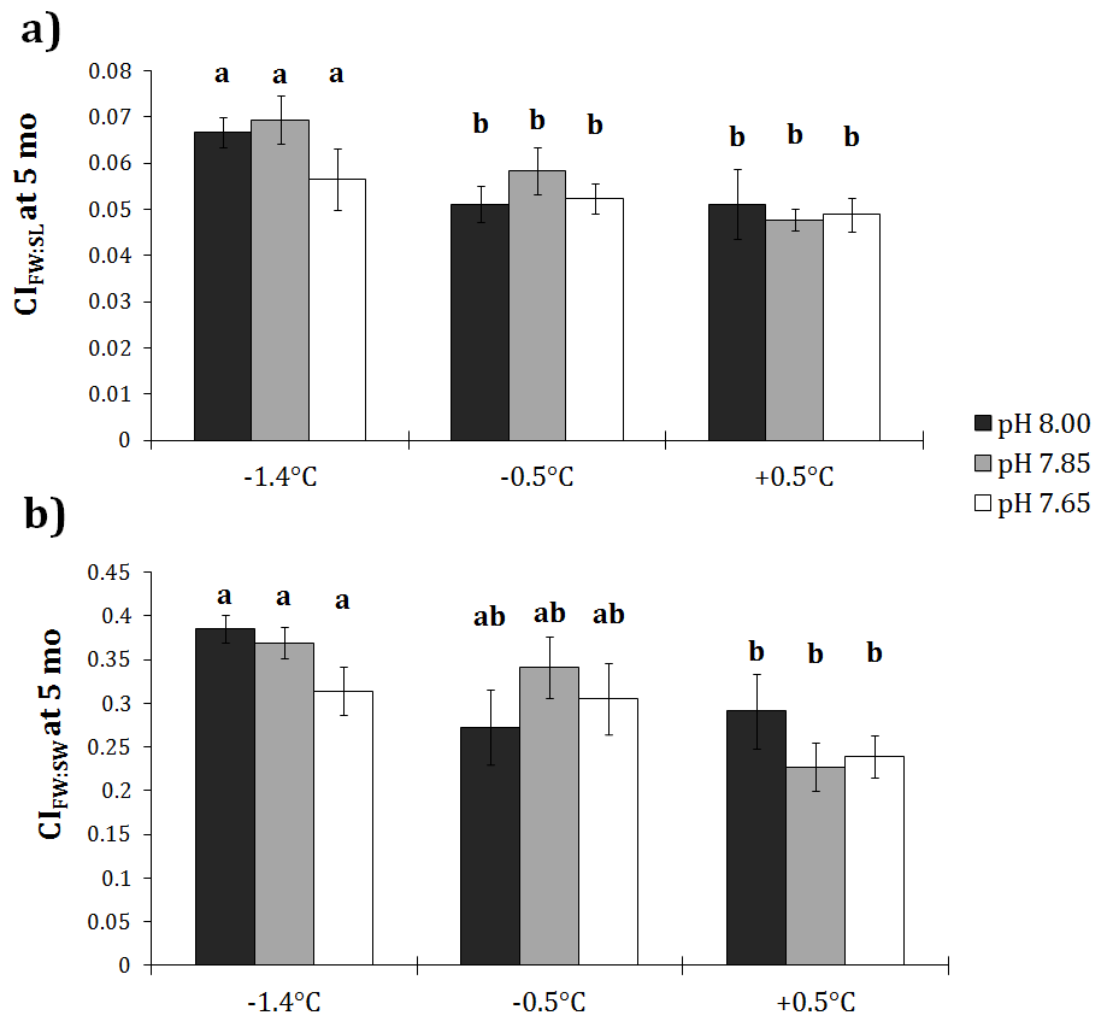 a)
CI_FW:SL at 5 mo
a a a b b b b b b
0.08
0.07
0.06
0.05
0.04
0.03
0.02
0.01
0
-1.4°C -0.5°C +0.5°C
pH 8.00
pH 7.85
pH 7.65
b)
CI_FW:SW at 5 mo
a a a ab ab ab b b b
0.45
0.4
0.35
0.3
0.25
0.2
0.15
0.1
0.05
0
-1.4°C -0.5°C +0.5°C